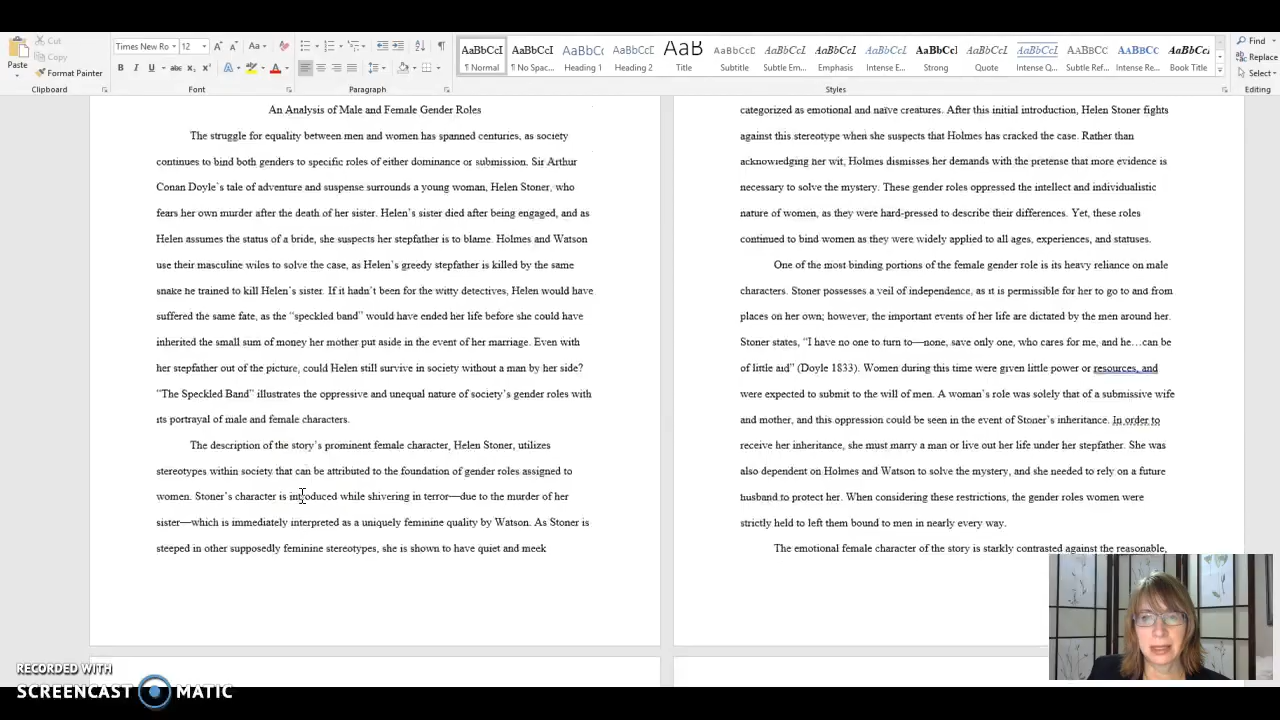 Cut
Copy
Format Painter
Paste
Clipboard
Times New Ro
12
Aa
B I U abc x₂ x²
A
Font
Paragraph
AaBbCcI AaBbCcI AaBbCc AaBbCcI AaB AaBbCcI AaBbCcI AaBbCcI AaBbCcI AaBbCcI AaBbCcI AaBbCcI AaBbCcI AABBCCI AABBCC AaBbCcI
¶ Normal ¶ No Spac... Heading 1 Heading 2 Title Subtitle Subtle Em... Emphasis Intense E... Strong Quote Intense Q... Subtle Ref... Intense Re... Book Title
Styles
Find
Replace
Select
Editing
An Analysis of Male and Female Gender Roles
The struggle for equality between men and women has spanned centuries, as society
continues to bind both genders to specific roles of either dominance or submission. Sir Arthur
Conan Doyle's tale of adventure and suspense surrounds a young woman, Helen Stoner, who
fears her own murder after the death of her sister. Helen's sister died after being engaged, and as
Helen assumes the status of a bride, she suspects her stepfather is to blame. Holmes and Watson
use their masculine wiles to solve the case, as Helen's greedy stepfather is killed by the same
snake he trained to kill Helen's sister. If it hadn't been for the witty detectives, Helen would have
suffered the same fate, as the “speckled band” would have ended her life before she could have
inherited the small sum of money her mother put aside in the event of her marriage. Even with
her stepfather out of the picture, could Helen still survive in society without a man by her side?
“The Speckled Band” illustrates the oppressive and unequal nature of society's gender roles with
its portrayal of male and female characters.
The description of the story's prominent female character, Helen Stoner, utilizes
stereotypes within society that can be attributed to the foundation of gender roles assigned to
women. Stoner's character is introduced while shivering in terror—due to the murder of her
sister—which is immediately interpreted as a uniquely feminine quality by Watson. As Stoner is
steeped in other supposedly feminine stereotypes, she is shown to have quiet and meek
categorized as emotional and naïve creatures. After this initial introduction, Helen Stoner fights
against this stereotype when she suspects that Holmes has cracked the case. Rather than
acknowledging her wit, Holmes dismisses her demands with the pretense that more evidence is
necessary to solve the mystery. These gender roles oppressed the intellect and individualistic
nature of women, as they were hard-pressed to describe their differences. Yet, these roles
continued to bind women as they were widely applied to all ages, experiences, and statuses.
One of the most binding portions of the female gender role is its heavy reliance on male
characters. Stoner possesses a veil of independence, as it is permissible for her to go to and from
places on her own; however, the important events of her life are dictated by the men around her.
Stoner states, “I have no one to turn to—none, save only one, who cares for me, and he…can be
of little aid” (Doyle 1833). Women during this time were given little power or resources, and
were expected to submit to the will of men. A woman's role was solely that of a submissive wife
and mother, and this oppression could be seen in the event of Stoner's inheritance. In order to
receive her inheritance, she must marry a man or live out her life under her stepfather. She was
also dependent on Holmes and Watson to solve the mystery, and she needed to rely on a future
husband to protect her. When considering these restrictions, the gender roles women were
strictly held to left them bound to men in nearly every way.
The emotional female character of the story is starkly contrasted against the reasonable,
RECORDED WITH
SCREENCAST MATIC